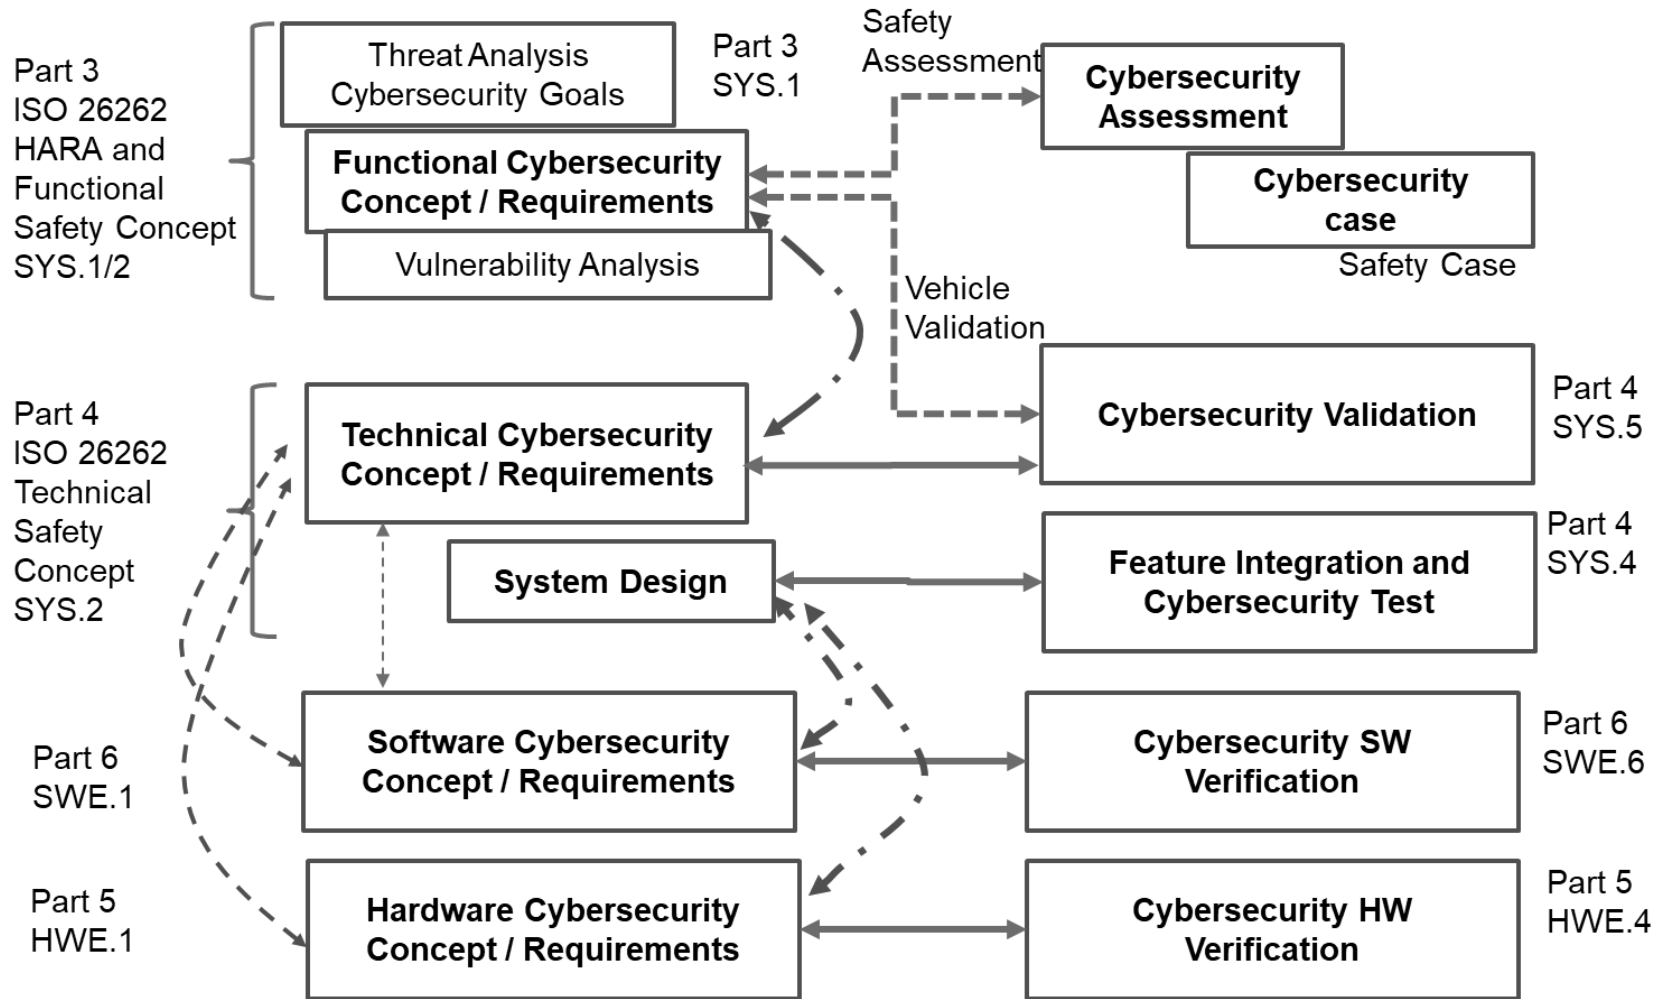 Part 3
ISO 26262
HARA and
Functional
Safety Concept
SYS.1/2
Threat Analysis
Cybersecurity Goals
Part 3
SYS.1
Functional Cybersecurity
Concept / Requirements
Vulnerability Analysis
Safety
Assessment
Cybersecurity
Assessment
Cybersecurity
case
Safety Case
Vehicle
Validation
Part 4
ISO 26262
Technical
Safety
Concept
SYS.2
Technical Cybersecurity
Concept / Requirements
Cybersecurity Validation
Part 4
SYS.5
System Design
Feature Integration and
Cybersecurity Test
Part 4
SYS.4
Part 6
SWE.1
Software Cybersecurity
Concept / Requirements
Cybersecurity SW
Verification
Part 6
SWE.6
Part 5
HWE.1
Hardware Cybersecurity
Concept / Requirements
Cybersecurity HW
Verification
Part 5
HWE.4